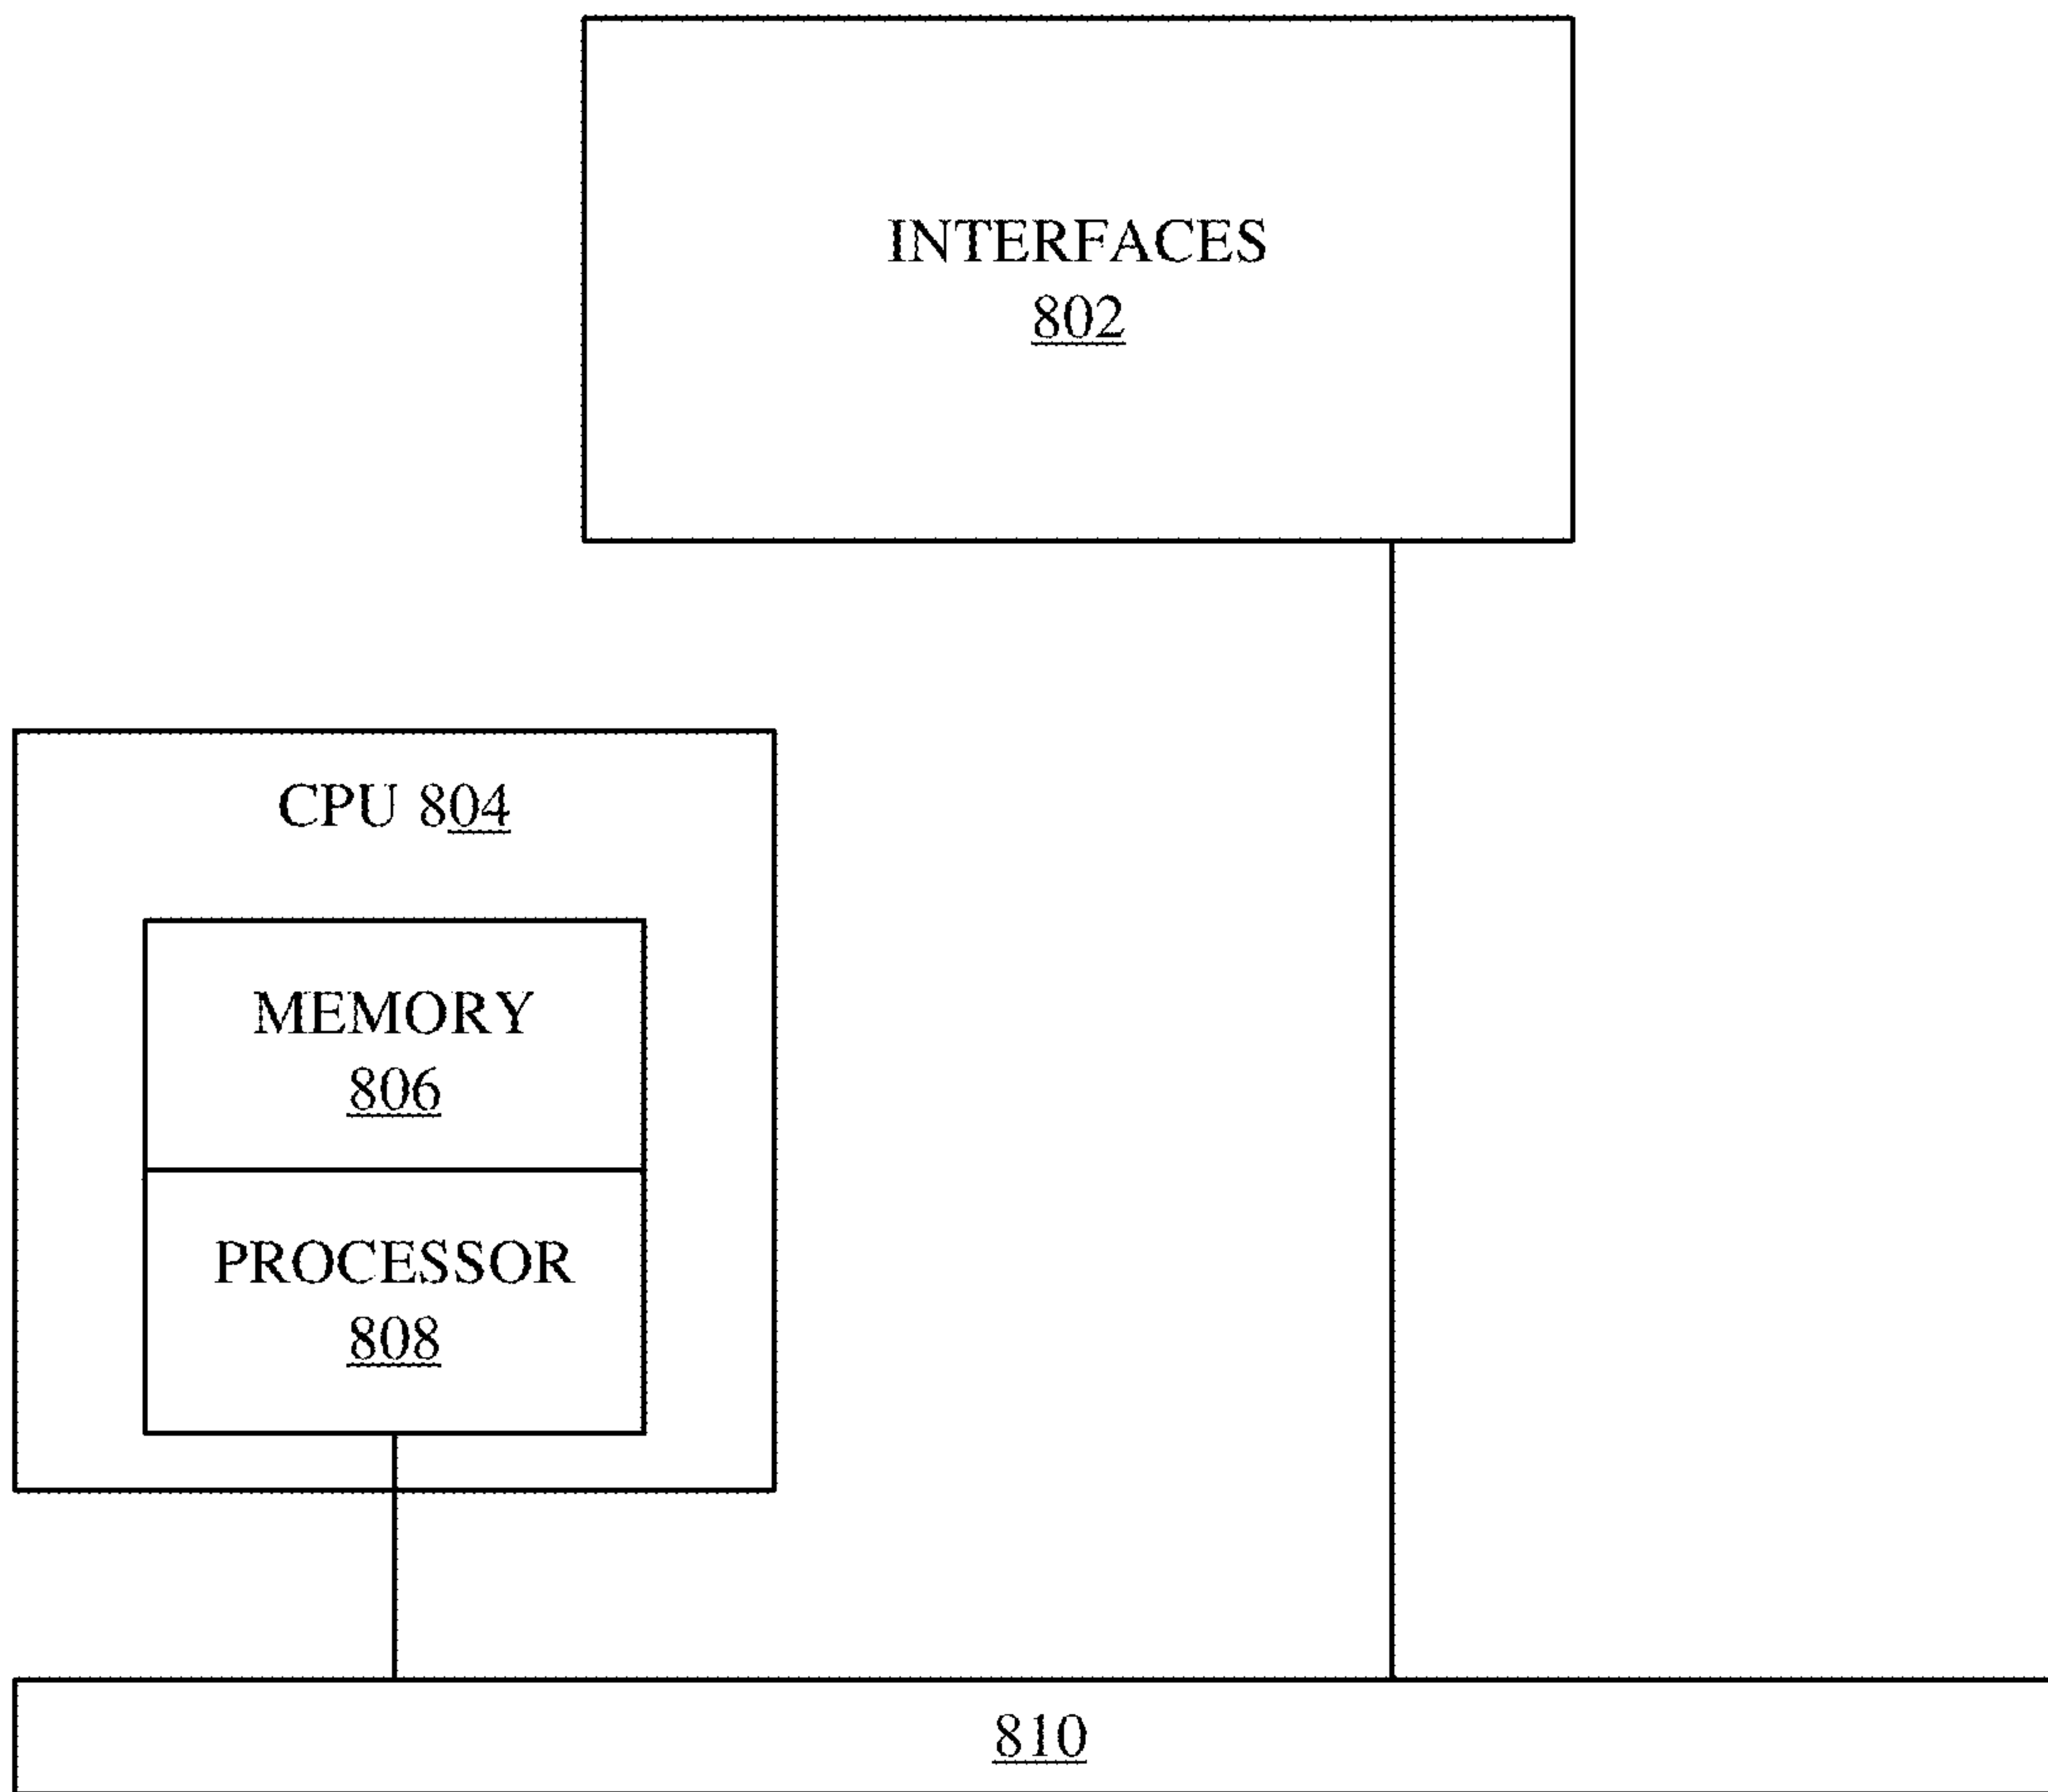 INTERFACES
802
CPU 804
MEMORY
806
PROCESSOR
808
810